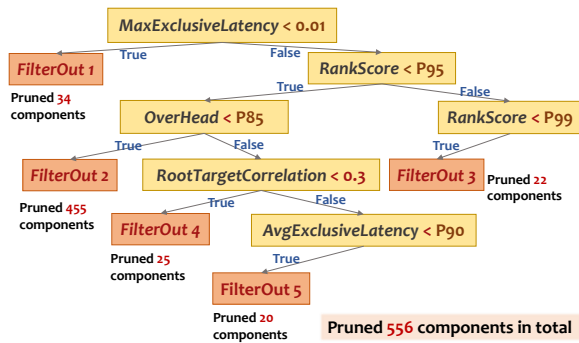 MaxExclusiveLatency < 0.01
True
False
FilterOut 1
RankScore < P95
Pruned 34
components
True
False
OverHead < P85
RankScore < P99
True
False
True
FilterOut 2
RootTargetCorrelation < 0.3
FilterOut 3
Pruned 22
components
Pruned 455
components
True
False
FilterOut 4
AvgExclusiveLatency < P90
Pruned 25
components
True
FilterOut 5
Pruned 20
components
Pruned 556 components in total